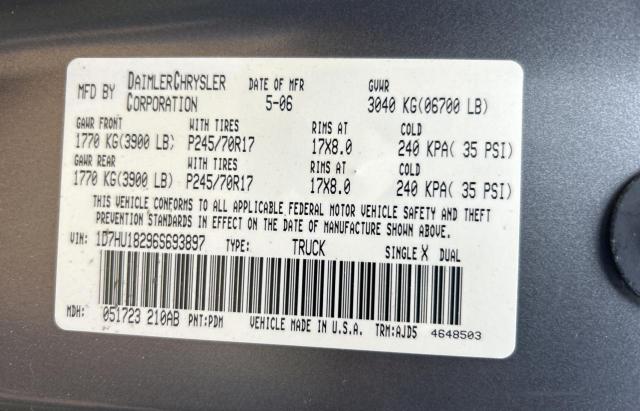 MFD BY DAIMLERCHRYSLER CORPORATION DATE OF MFR 5-06 GVWR 3040 KG(06700 LB)
GAWR FRONT WITH TIRES RIMS AT COLD
1770 KG(3900 LB) P245/70R17 17X8.0 240 KPA( 35 PSI)
GAWR REAR WITH TIRES RIMS AT COLD
1770 KG(3900 LB) P245/70R17 17X8.0 240 KPA( 35 PSI)
THIS VEHICLE CONFORMS TO ALL APPLICABLE FEDERAL MOTOR VEHICLE SAFETY AND THEFT
PREVENTION STANDARDS IN EFFECT ON THE DATE OF MANUFACTURE SHOWN ABOVE.
VIN: 1D7HU18296S693897 TYPE: TRUCK SINGLE X DUAL
MDH: 051723 210AB PNT:PDM VEHICLE MADE IN U.S.A. TRM:AJD5 4648503